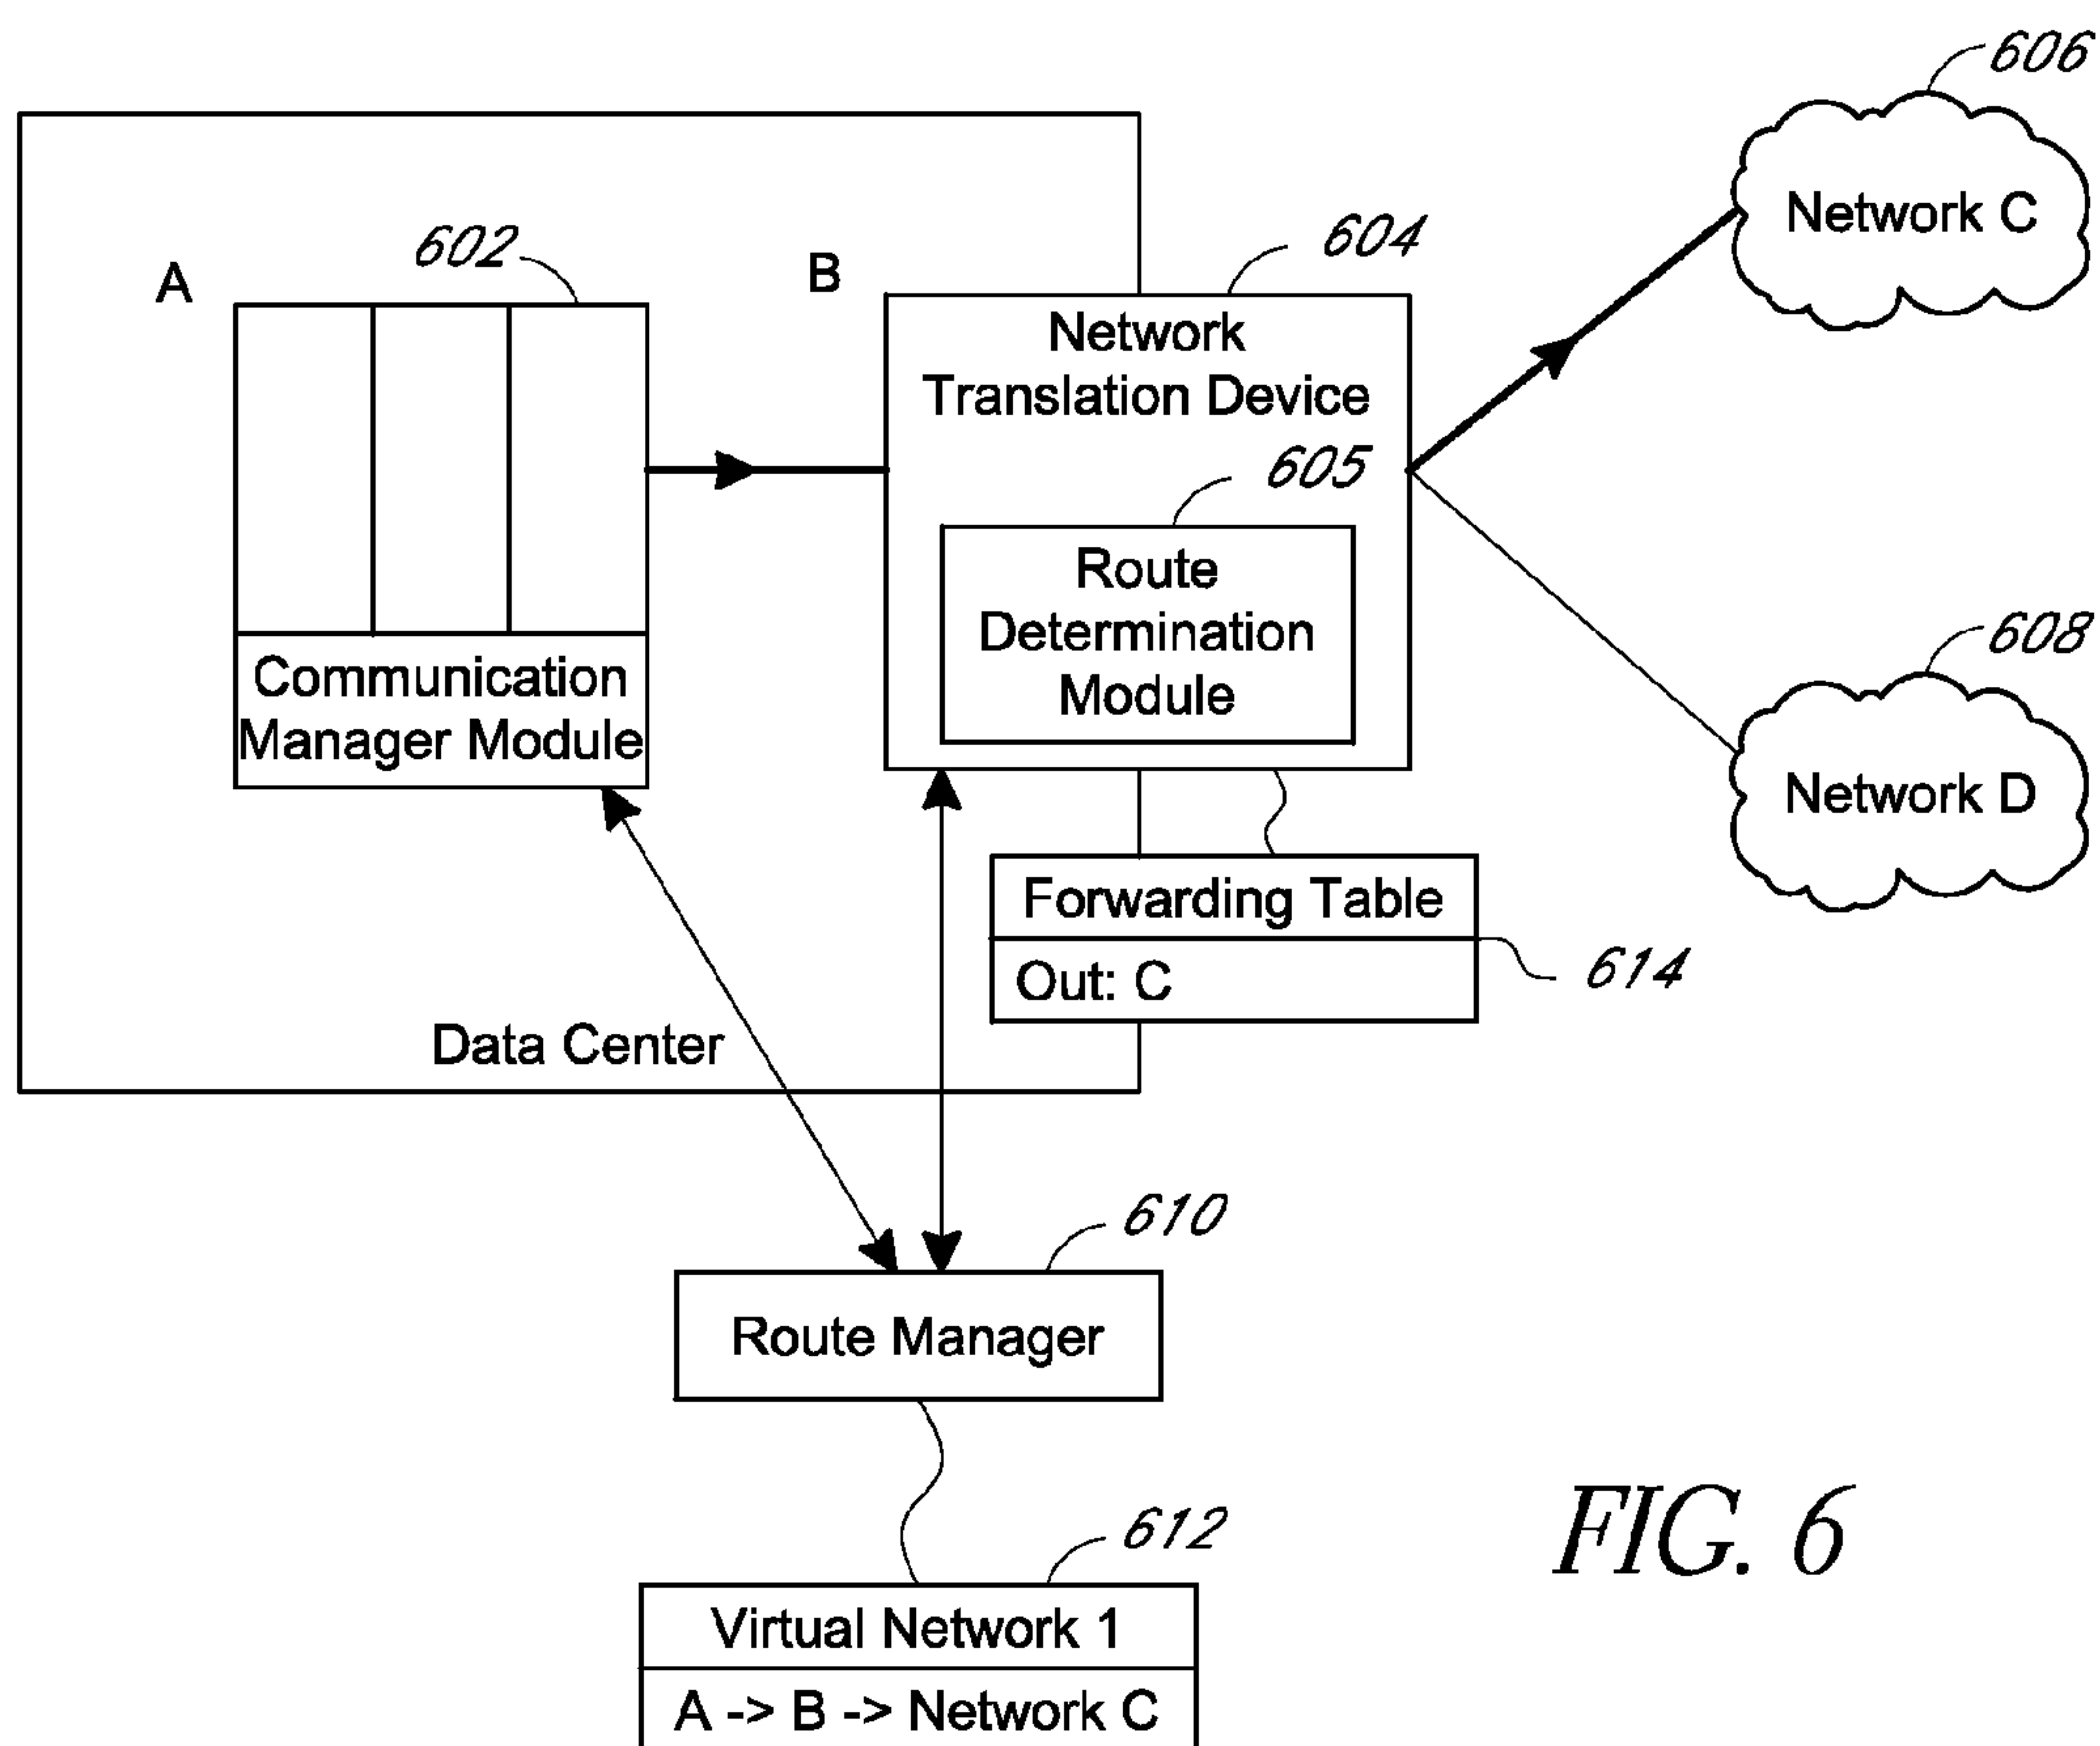 606
Network C
602
604
A
B
Network
Translation Device
605
Route
Determination
Module
Communication
Manager Module
608
Network D
Forwarding Table
Out: C
614
Data Center
610
Route Manager
612
Virtual Network 1
A -> B -> Network C
FIG. 6